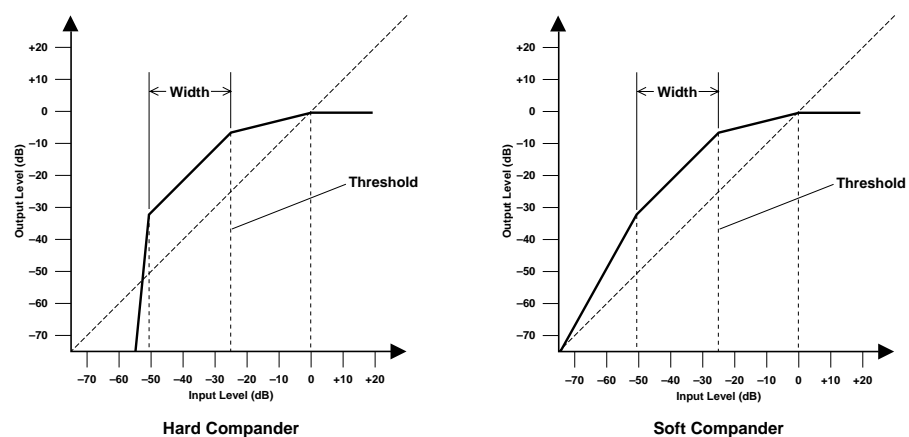 +20
+10
0
–10
–20
–30
–40
–50
–60
–70
Output Level (dB)
Width
Threshold
–70 –60 –50 –40 –30 –20 –10 0 +10 +20
Input Level (dB)
Hard Compander
+20
+10
0
–10
–20
–30
–40
–50
–60
–70
Output Level (dB)
Width
Threshold
–70 –60 –50 –40 –30 –20 –10 0 +10 +20
Input Level (dB)
Soft Compander